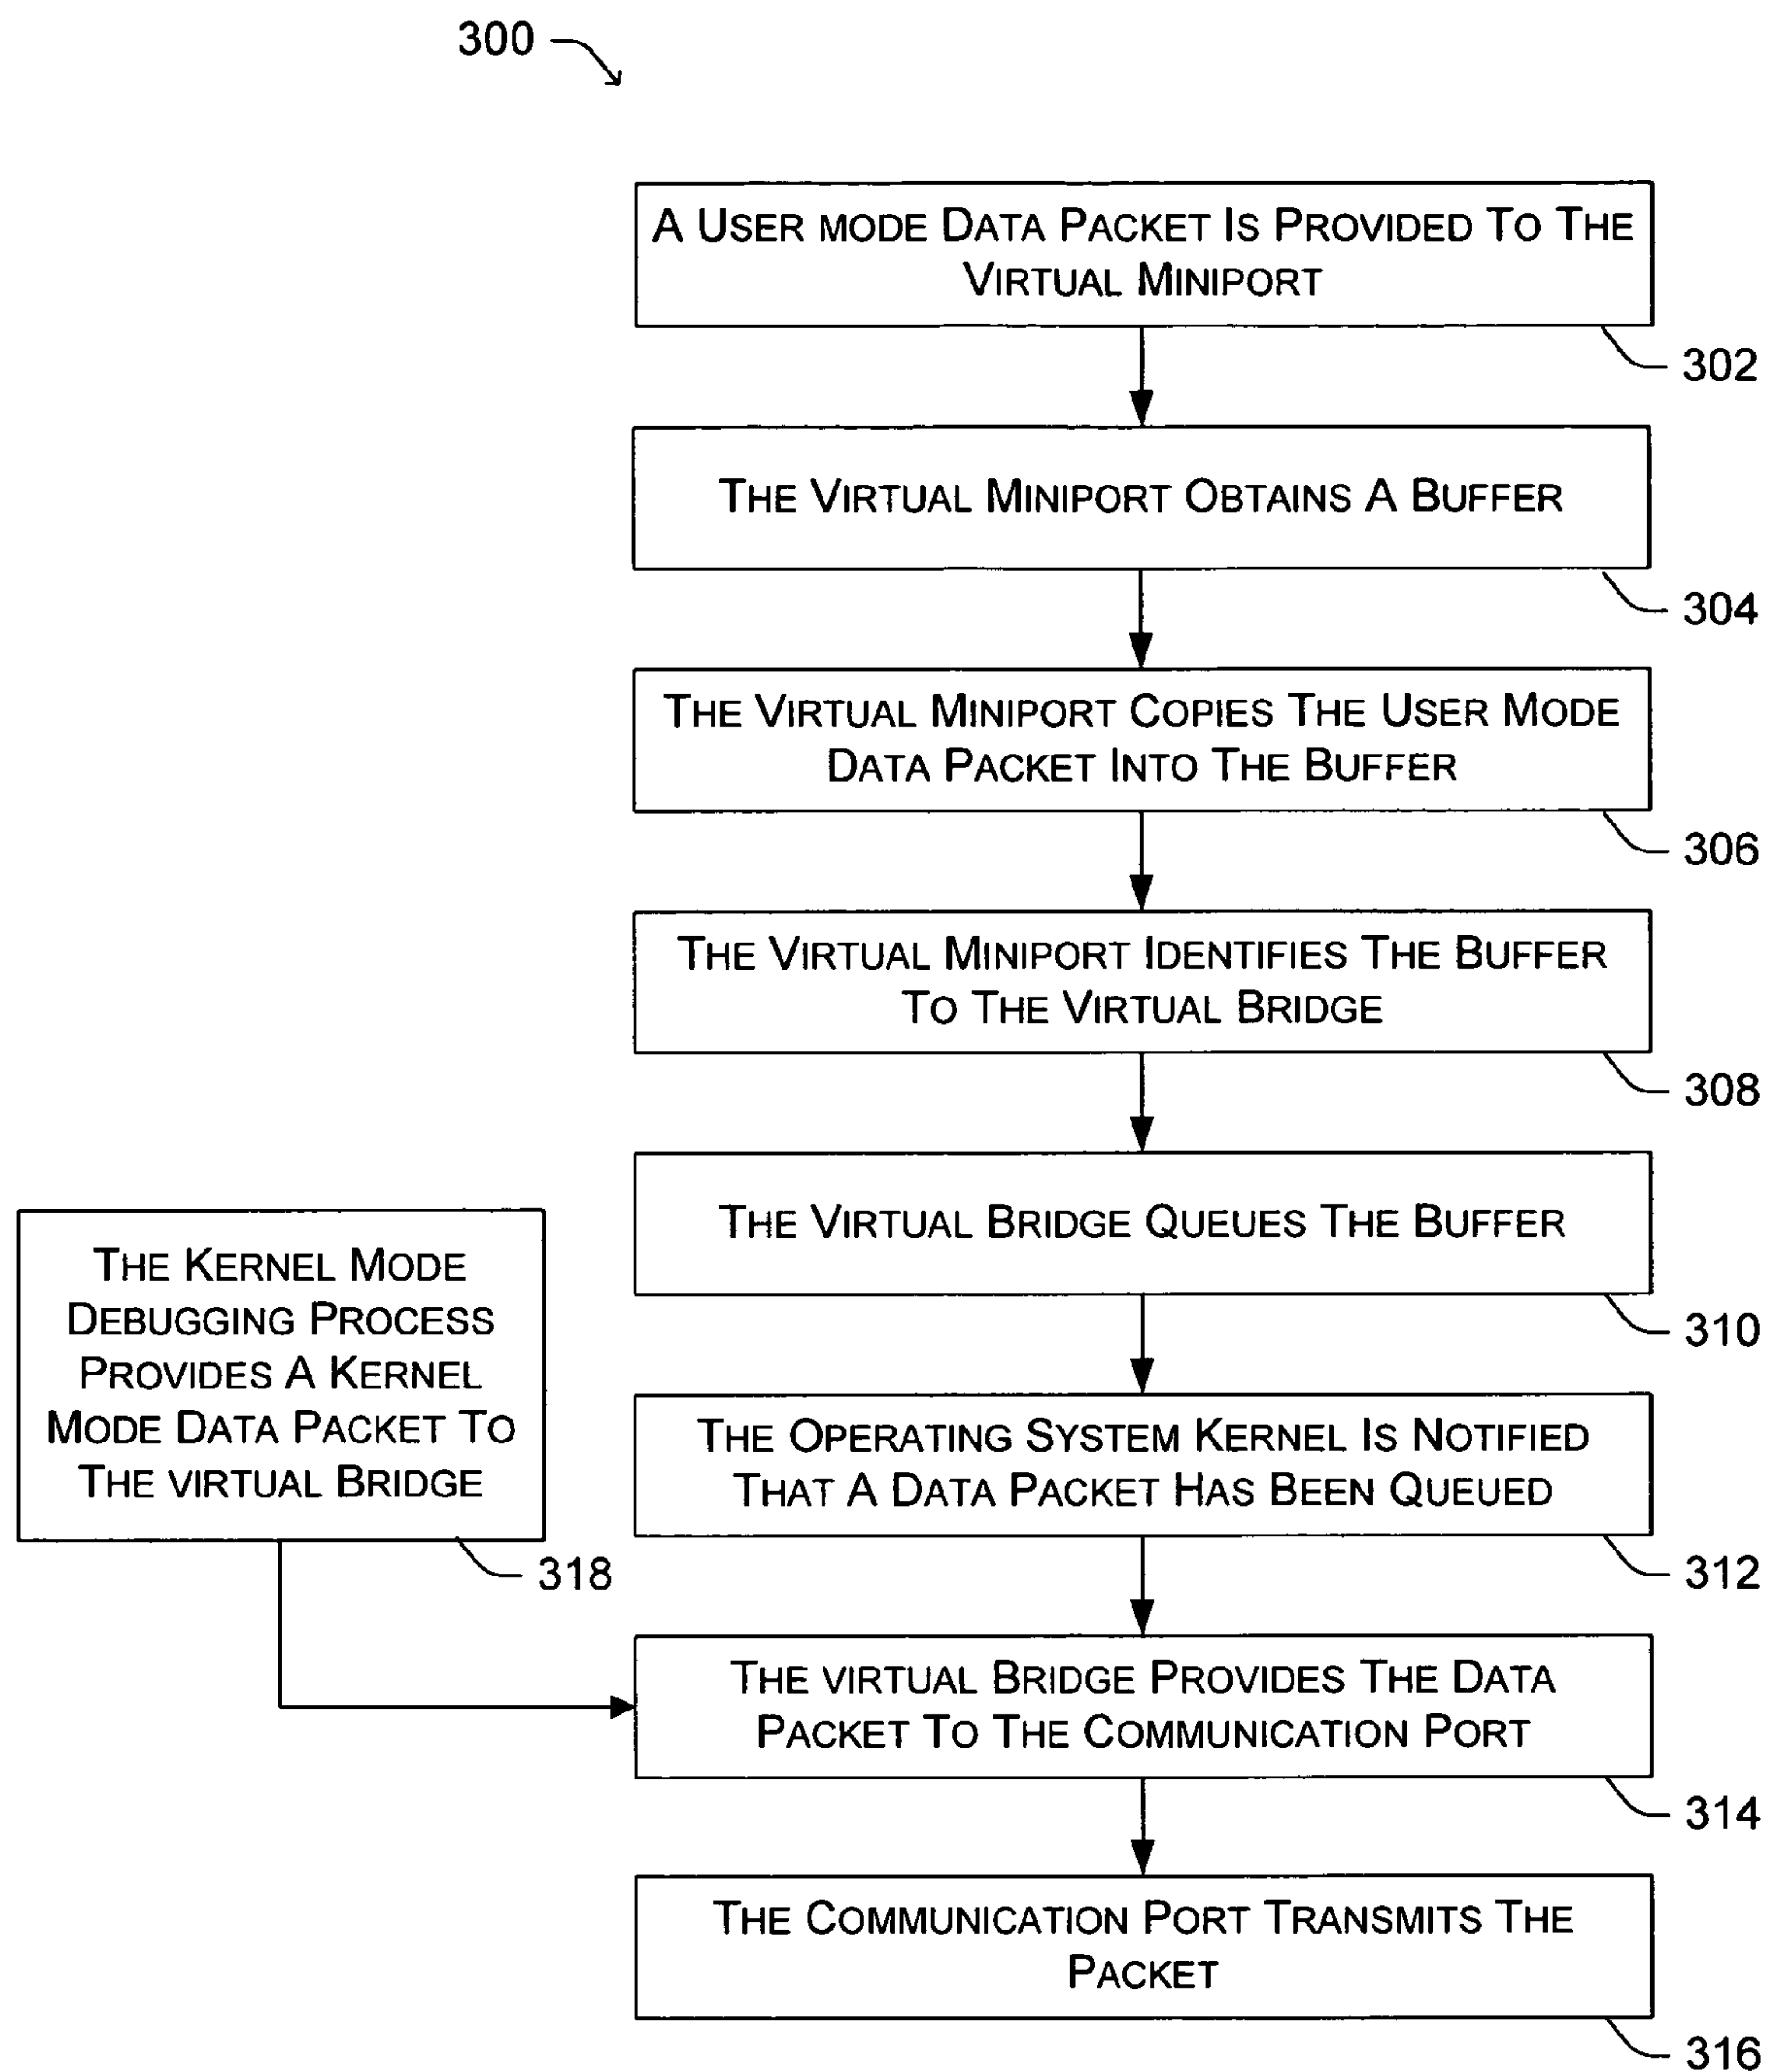 300
A USER MODE DATA PACKET IS PROVIDED TO THE
VIRTUAL MINIPORT
302
THE VIRTUAL MINIPORT OBTAINS A BUFFER
304
THE VIRTUAL MINIPORT COPIES THE USER MODE
DATA PACKET INTO THE BUFFER
306
THE VIRTUAL MINIPORT IDENTIFIES THE BUFFER
TO THE VIRTUAL BRIDGE
308
THE VIRTUAL BRIDGE QUEUES THE BUFFER
310
THE KERNEL MODE
DEBUGGING PROCESS
PROVIDES A KERNEL
MODE DATA PACKET TO
THE VIRTUAL BRIDGE
318
THE OPERATING SYSTEM KERNEL IS NOTIFIED
THAT A DATA PACKET HAS BEEN QUEUED
312
THE VIRTUAL BRIDGE PROVIDES THE DATA
PACKET TO THE COMMUNICATION PORT
314
THE COMMUNICATION PORT TRANSMITS THE
PACKET
316